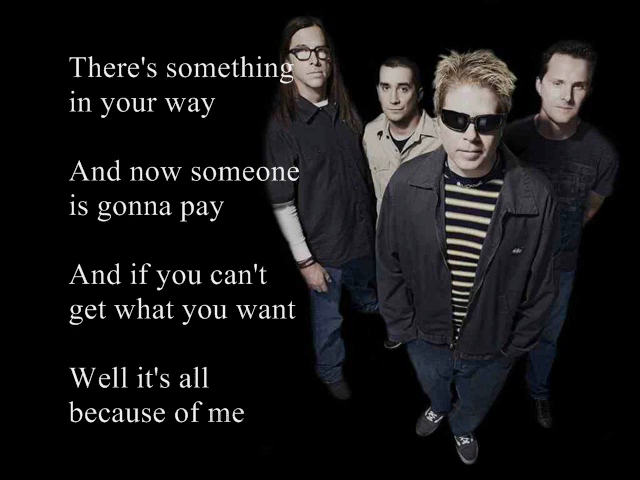 There's something
in your way
And now someone
is gonna pay
And if you can't
get what you want
Well it's all
because of me